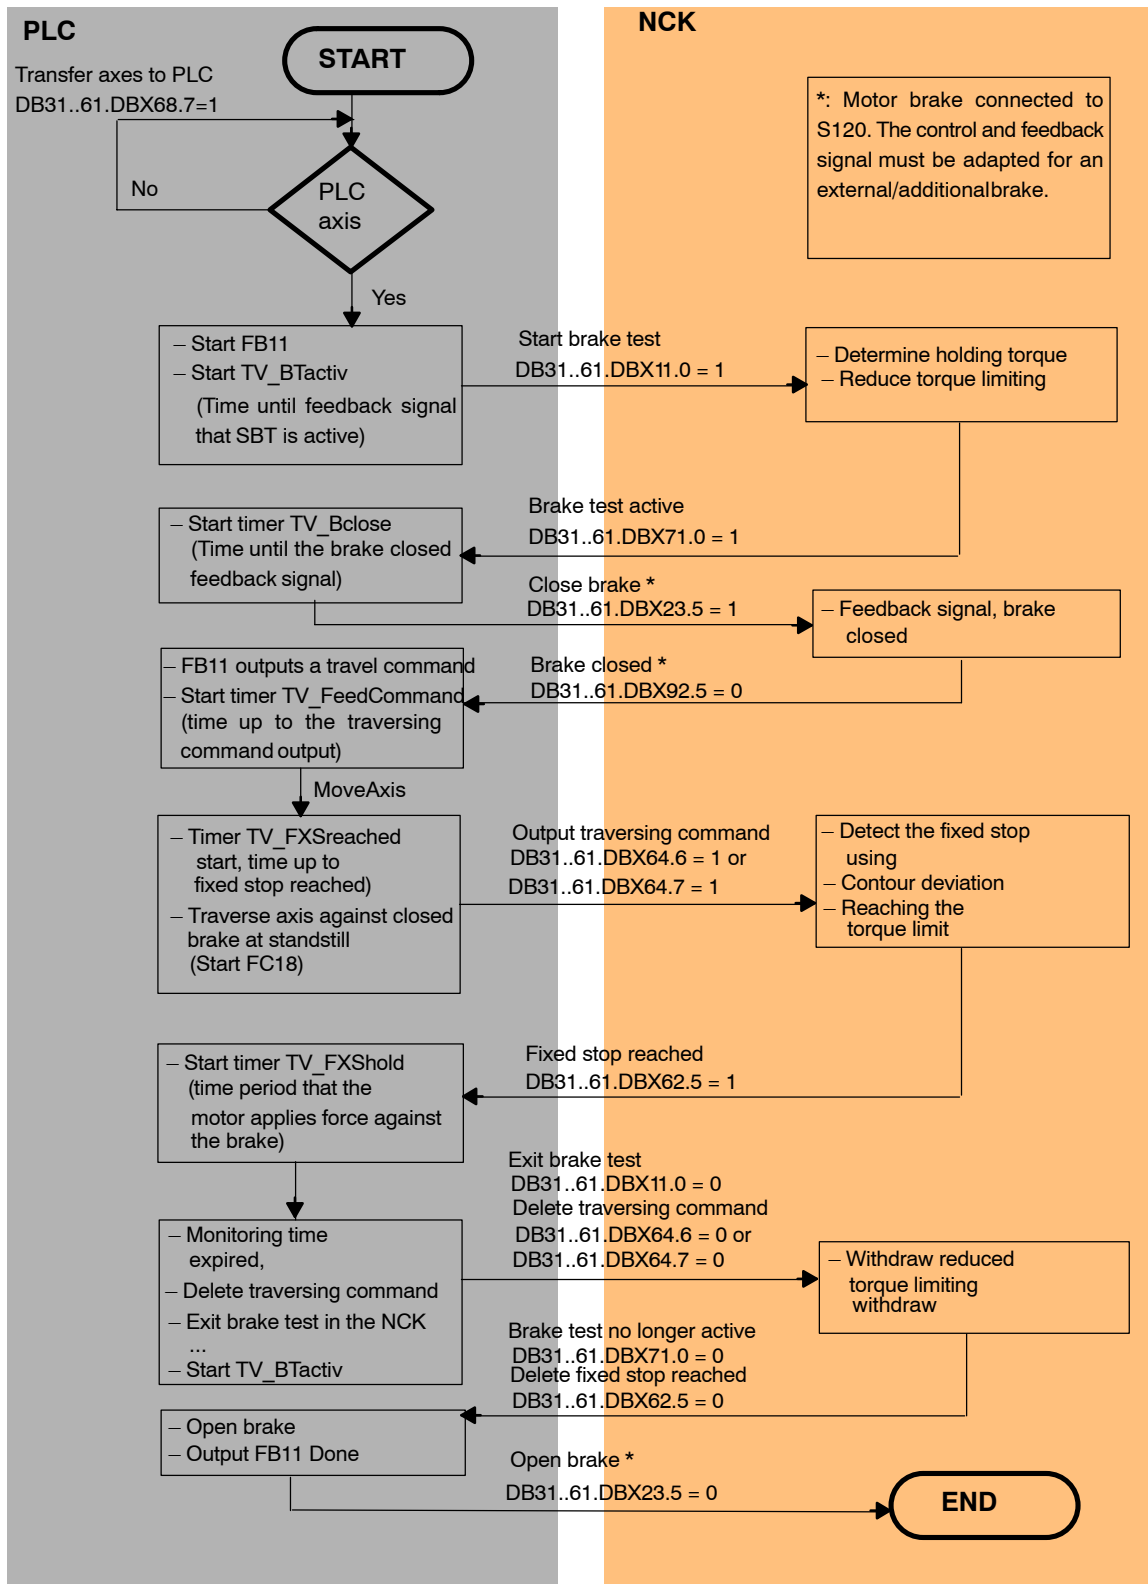 PLC
NCK
START
Transfer axes to PLC
DB31..61.DBX68.7=1
*: Motor brake connected to
S120. The control and feedback
signal must be adapted for an
external/additionalbrake.
No
PLC
axis
Yes
– Start FB11
– Start TV_BTactiv
(Time until feedback signal
that SBT is active)
Start brake test
DB31..61.DBX11.0 = 1
– Determine holding torque
– Reduce torque limiting
Brake test active
DB31..61.DBX71.0 = 1
– Start timer TV_Bclose
(Time until the brake closed
feedback signal)
Close brake *
DB31..61.DBX23.5 = 1
– Feedback signal, brake
closed
– FB11 outputs a travel command
– Start timer TV_FeedCommand
(time up to the traversing
command output)
Brake closed *
DB31..61.DBX92.5 = 0
MoveAxis
– Timer TV_FXSreached
start, time up to
fixed stop reached)
– Traverse axis against closed
brake at standstill
(Start FC18)
Output traversing command
DB31..61.DBX64.6 = 1 or
DB31..61.DBX64.7 = 1
– Detect the fixed stop
using
– Contour deviation
– Reaching the
torque limit
Fixed stop reached
DB31..61.DBX62.5 = 1
– Start timer TV_FXShold
(time period that the
motor applies force against
the brake)
Exit brake test
DB31..61.DBX11.0 = 0
Delete traversing command
DB31..61.DBX64.6 = 0 or
DB31..61.DBX64.7 = 0
– Monitoring time
expired,
– Delete traversing command
– Exit brake test in the NCK
...
– Start TV_BTactiv
– Withdraw reduced
torque limiting
withdraw
Brake test no longer active
DB31..61.DBX71.0 = 0
Delete fixed stop reached
DB31..61.DBX62.5 = 0
– Open brake
– Output FB11 Done
Open brake *
DB31..61.DBX23.5 = 0
END